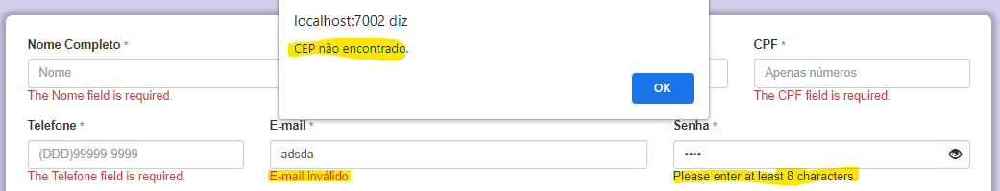 localhost:7002 diz
CEP não encontrado.
OK
Nome Completo *
Nome
The Nome field is required.
CPF *
Apenas números
The CPF field is required.
Telefone *
(DDD)99999-9999
The Telefone field is required.
E-mail *
adsda
E-mail inválido
Senha *
••••
Please enter at least 8 characters.